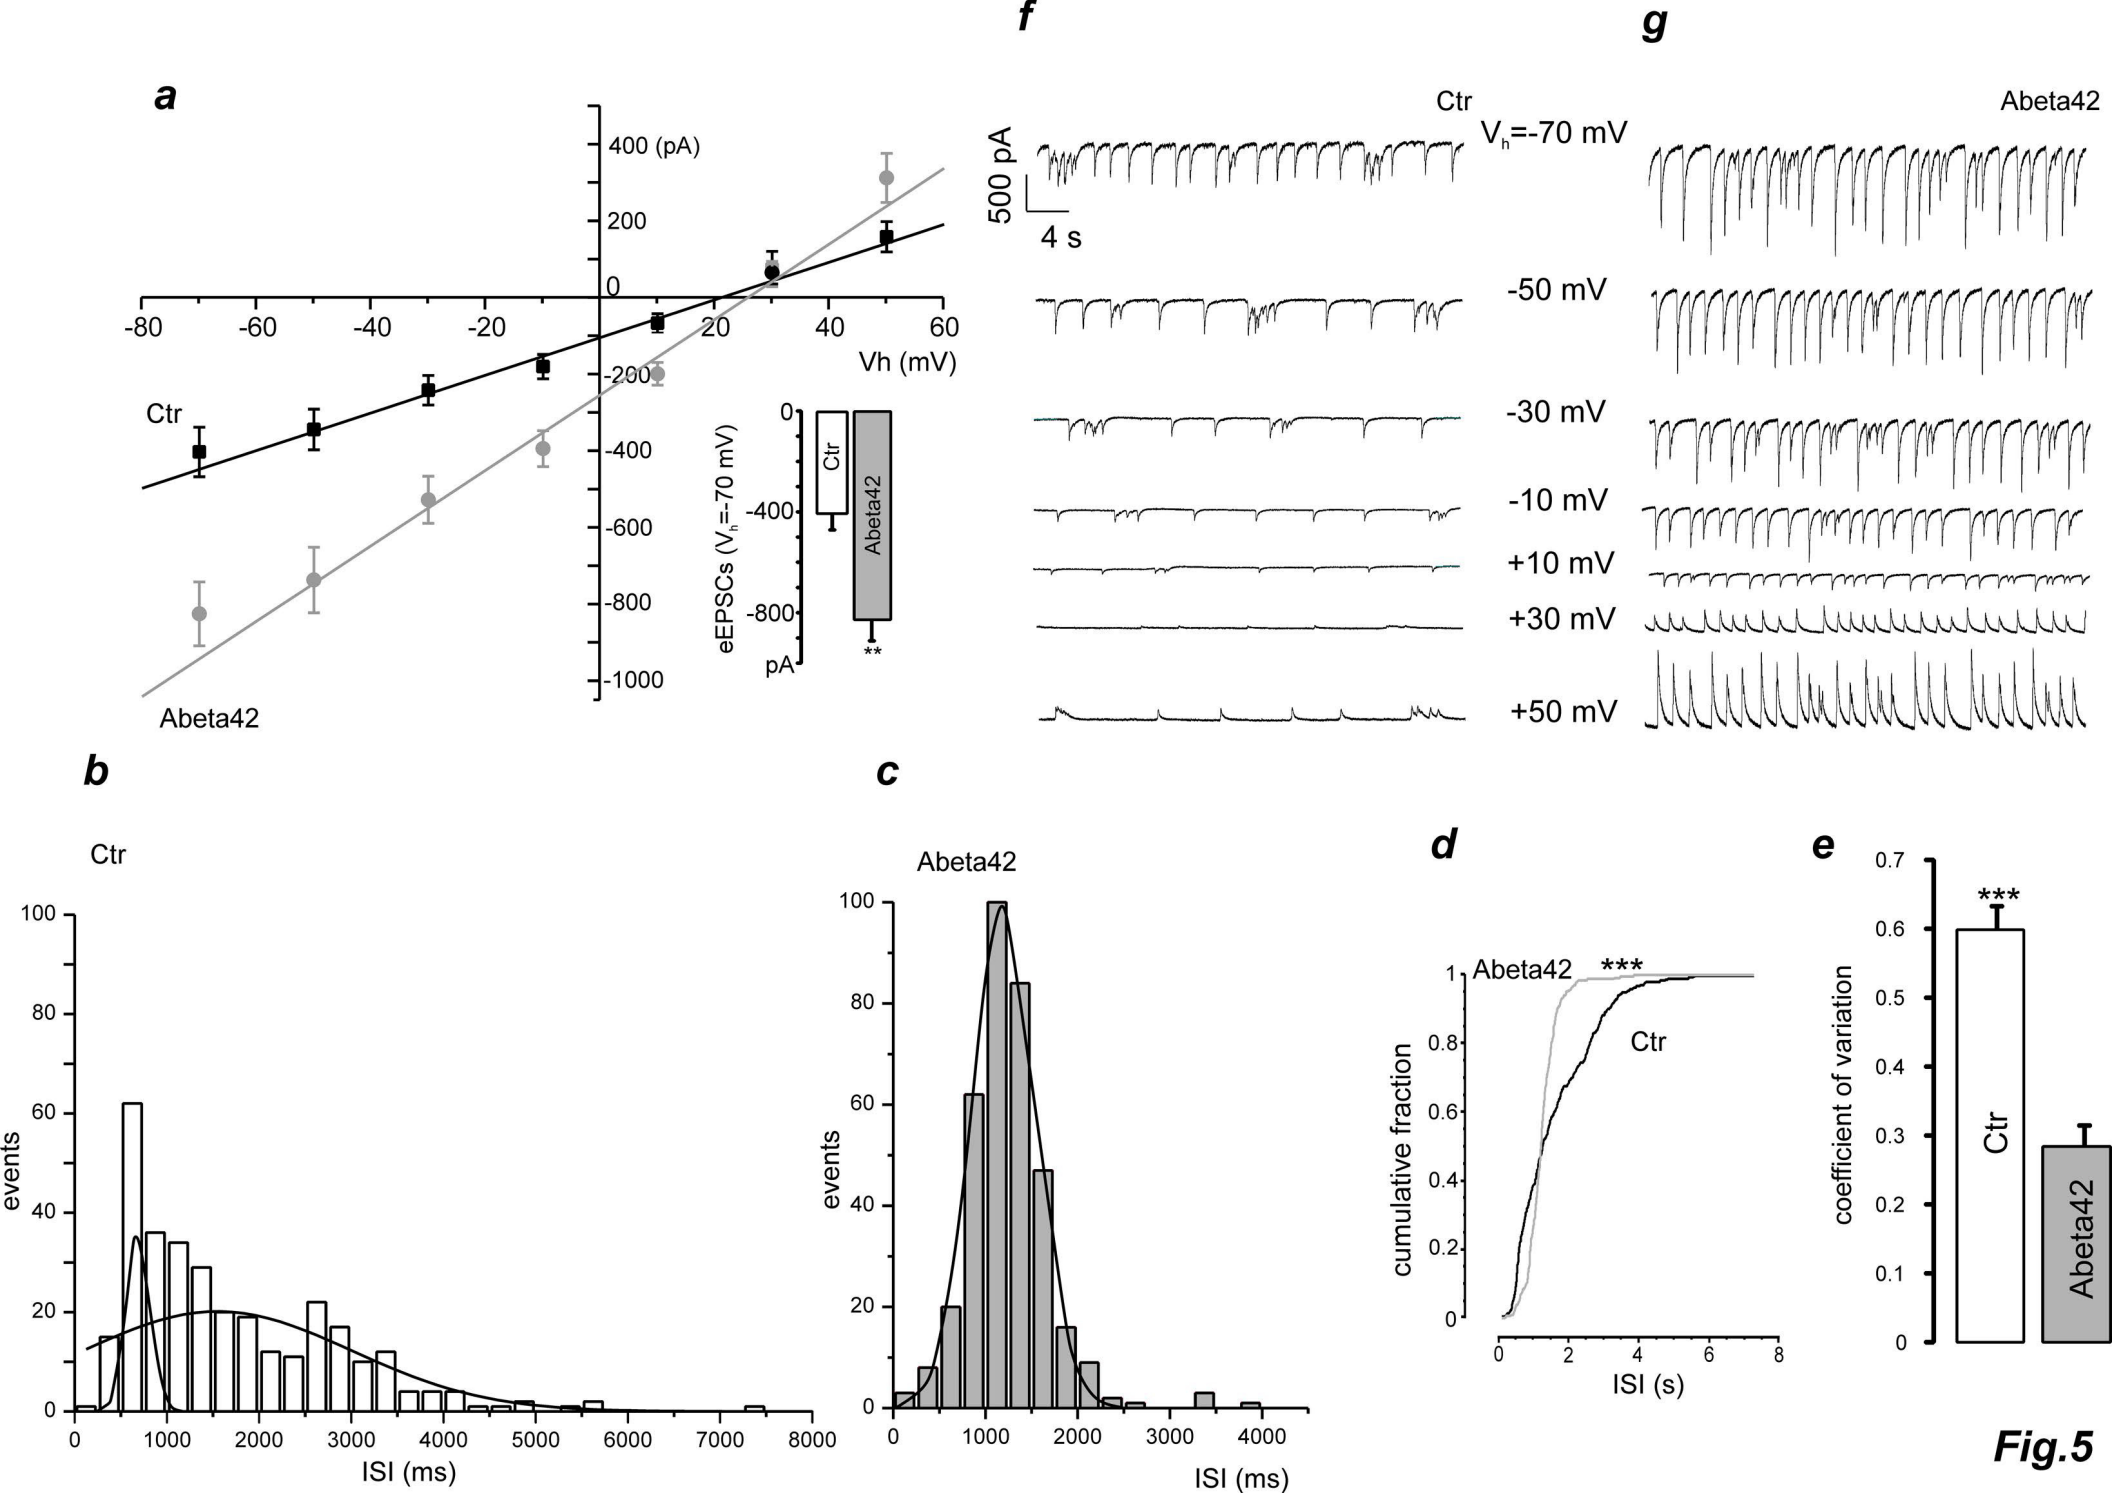 a
400 (pA)
200
0
-80 -60 -40 -20 20 40 60
Vh (mV)
-200
-400
-600
-800
-1000
Ctr
Abeta42
eEPSCs (Vh=-70 mV)
0
-400
-800
pA
Ctr
Abeta42
**
f
Ctr
500 pA
4 s
Vh=-70 mV
-50 mV
-30 mV
-10 mV
+10 mV
+30 mV
+50 mV
g
Abeta42
b
Ctr
events
100
80
60
40
20
0
0 1000 2000 3000 4000 5000 6000 7000 8000
ISI (ms)
c
Abeta42
events
100
80
60
40
20
0
0 1000 2000 3000 4000
ISI (ms)
d
cumulative fraction
1
0.8
0.6
0.4
0.2
0
Abeta42 ***
Ctr
0 2 4 6 8
ISI (s)
e
coefficient of variation
0.7
0.6
0.5
0.4
0.3
0.2
0.1
0
***
Ctr
Abeta42
Fig.5